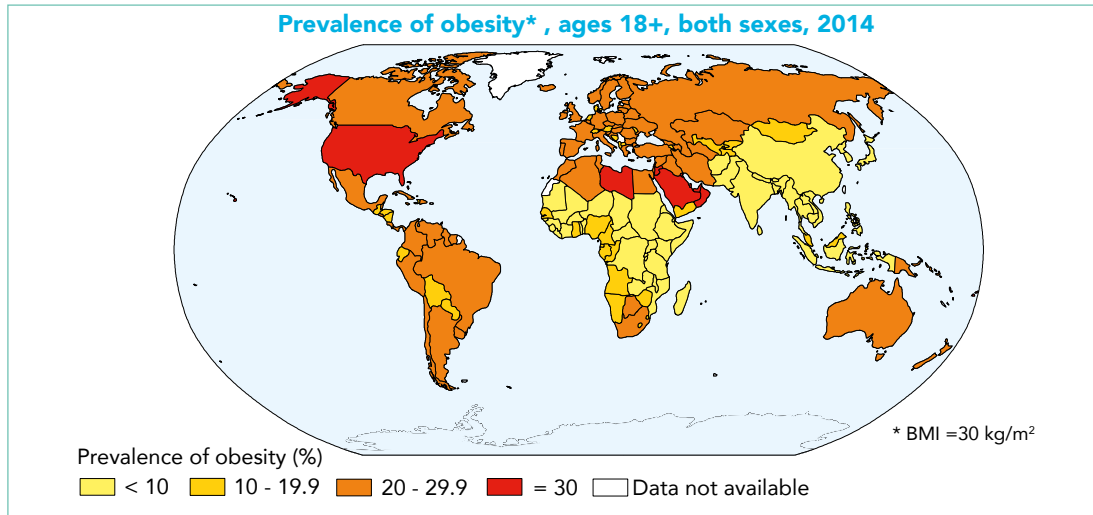 Prevalence of obesity* , ages 18+, both sexes, 2014
* BMI =30 kg/m²
Prevalence of obesity (%)
< 10 10 - 19.9 20 - 29.9 = 30 Data not available